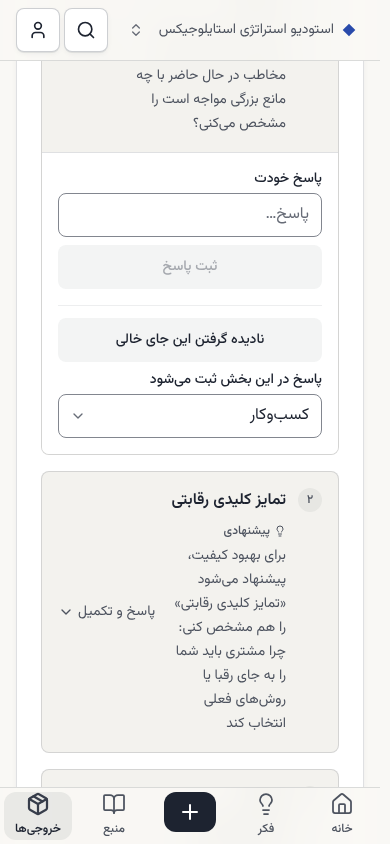 استودیو استراتژی استایلوجیکس
مخاطب در حال حاضر با چه
مانع بزرگی مواجه است را
مشخص می‌کنی؟
پاسخ خودت
پاسخ...
ثبت پاسخ
نادیده گرفتن این جای خالی
پاسخ در این بخش ثبت می‌شود
کسب‌وکار
۲
تمایز کلیدی رقابتی
پیشنهادی
برای بهبود کیفیت،
پیشنهاد می‌شود
«تمایز کلیدی رقابتی»
را هم مشخص کنی:
چرا مشتری باید شما
را به جای رقبا یا
روش‌های فعلی
انتخاب کند
پاسخ و تکمیل
خانه
فکر
منبع
خروجی‌ها